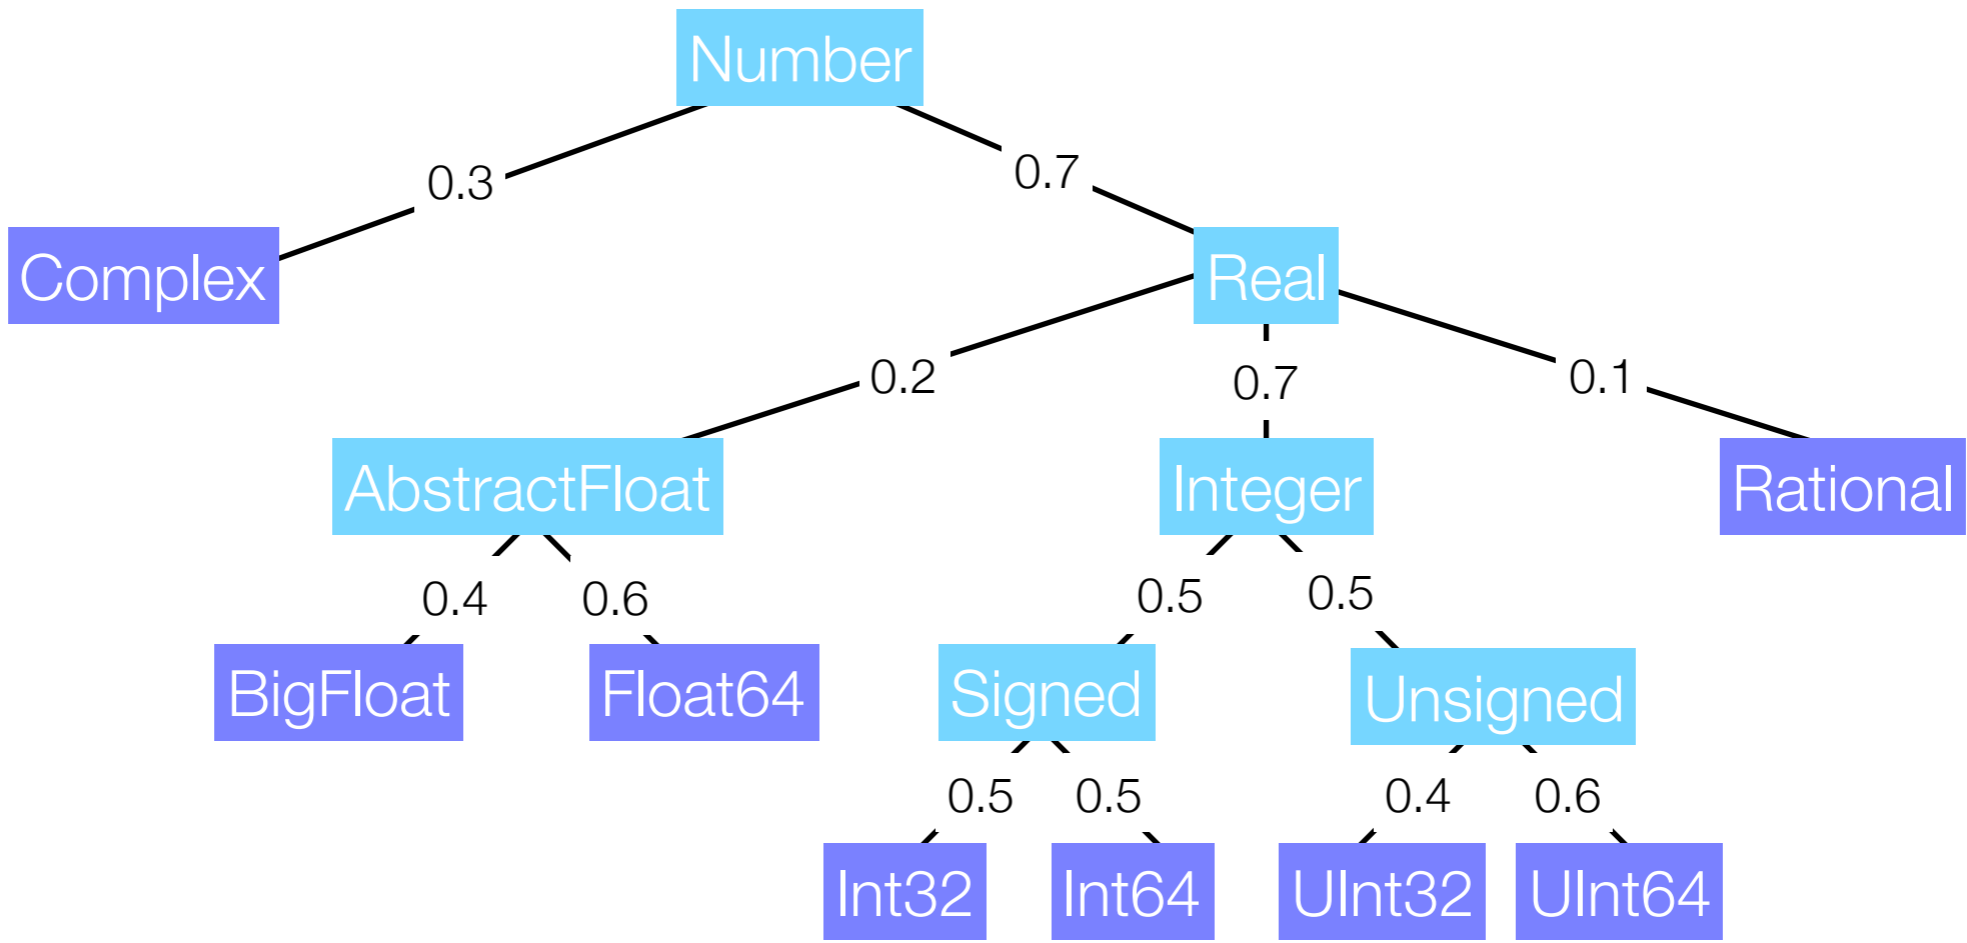 Number
0.3
0.7
Complex
Real
0.2
0.7
0.1
AbstractFloat
Integer
Rational
0.4
0.6
0.5
0.5
BigFloat
Float64
Signed
Unsigned
0.5
0.5
0.4
0.6
Int32
Int64
UInt32
UInt64